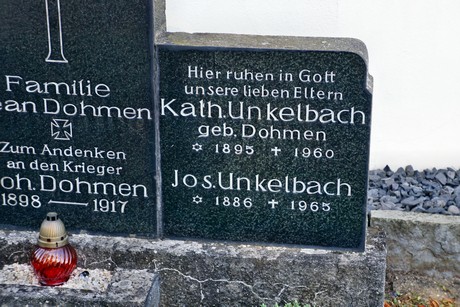 Familie
ean Dohmen
Zum Andenken
an den Krieger
oh. Dohmen
1898 — 1917
Hier ruhen in Gott
unsere lieben Eltern
Kath. Unkelbach
geb. Dohmen
✡ 1895 ✝ 1960
Jos. Unkelbach
✡ 1886 ✝ 1965